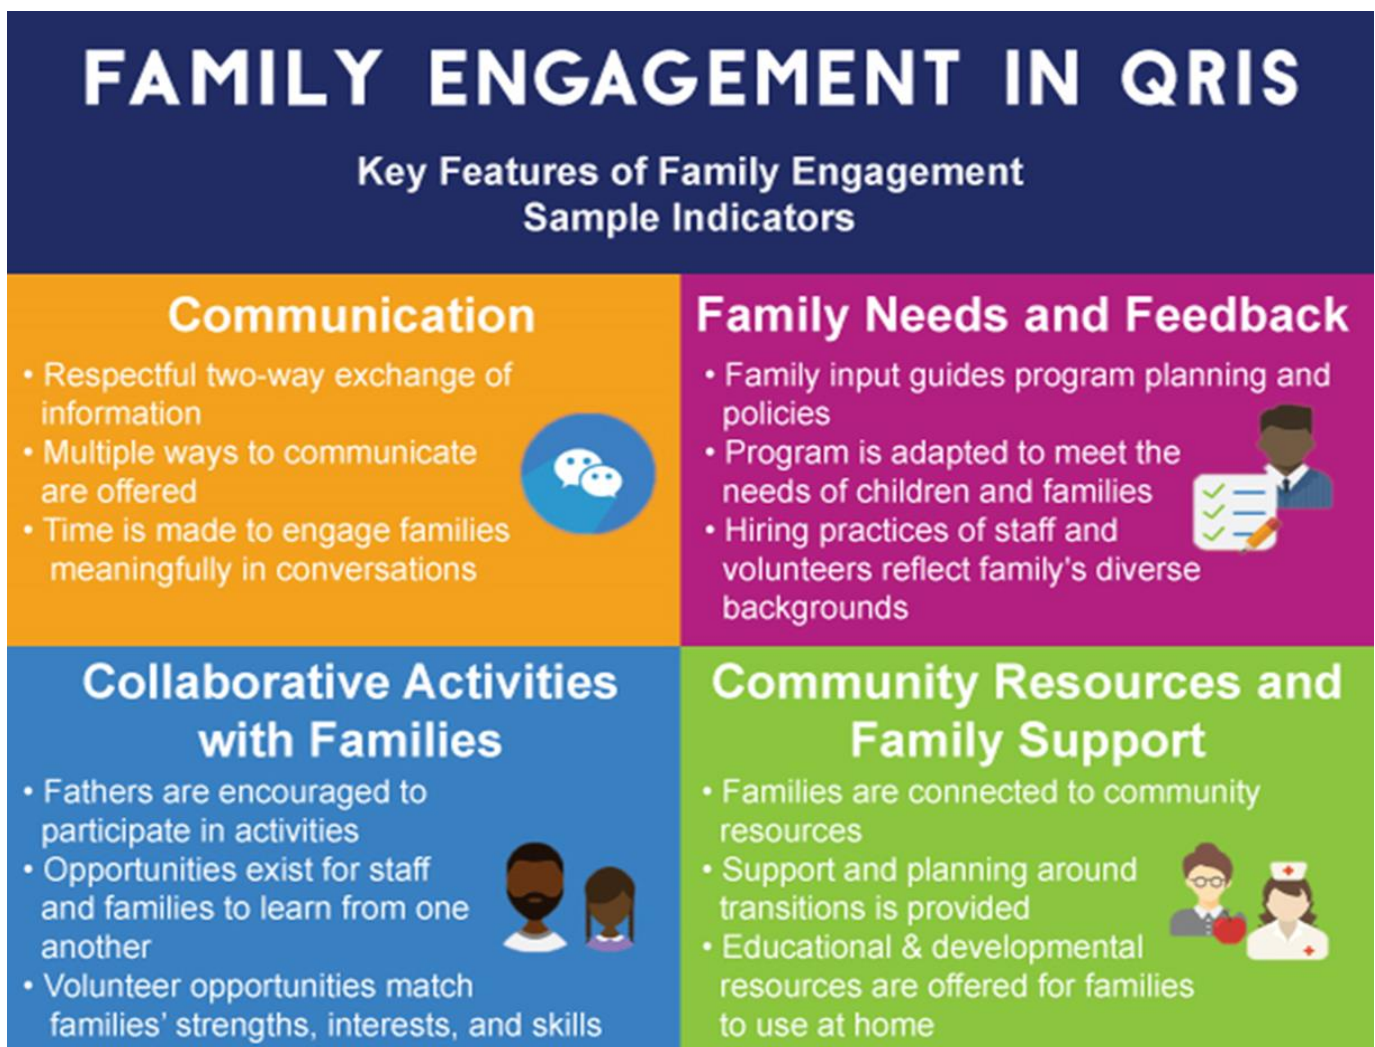 FAMILY ENGAGEMENT IN QRIS
Key Features of Family Engagement
Sample Indicators
Communication
• Respectful two-way exchange of
information
• Multiple ways to communicate
are offered
• Time is made to engage families
meaningfully in conversations
Family Needs and Feedback
• Family input guides program planning and
policies
• Program is adapted to meet the
needs of children and families
• Hiring practices of staff and
volunteers reflect family's diverse
backgrounds
Collaborative Activities
with Families
• Fathers are encouraged to
participate in activities
• Opportunities exist for staff
and families to learn from one
another
• Volunteer opportunities match
families' strengths, interests, and skills
Community Resources and
Family Support
• Families are connected to community
resources
• Support and planning around
transitions is provided
• Educational & developmental
resources are offered for families
to use at home